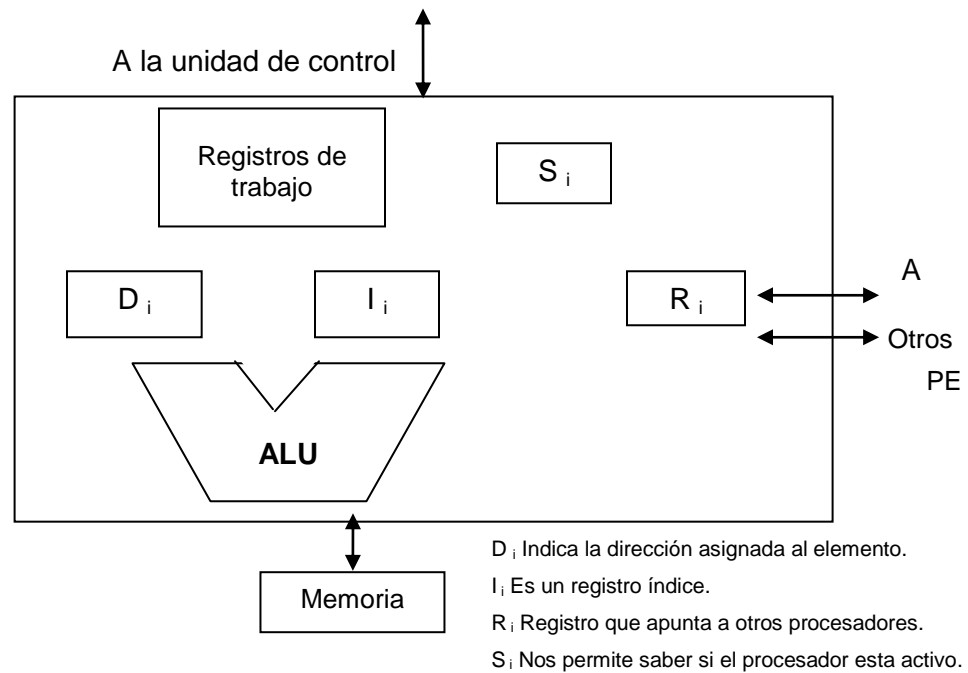 A la unidad de control
Registros de
trabajo
S i
D i
I i
R i
A
Otros
PE
ALU
Memoria
D i Indica la dirección asignada al elemento.
I i Es un registro índice.
R i Registro que apunta a otros procesadores.
S i Nos permite saber si el procesador esta activo.